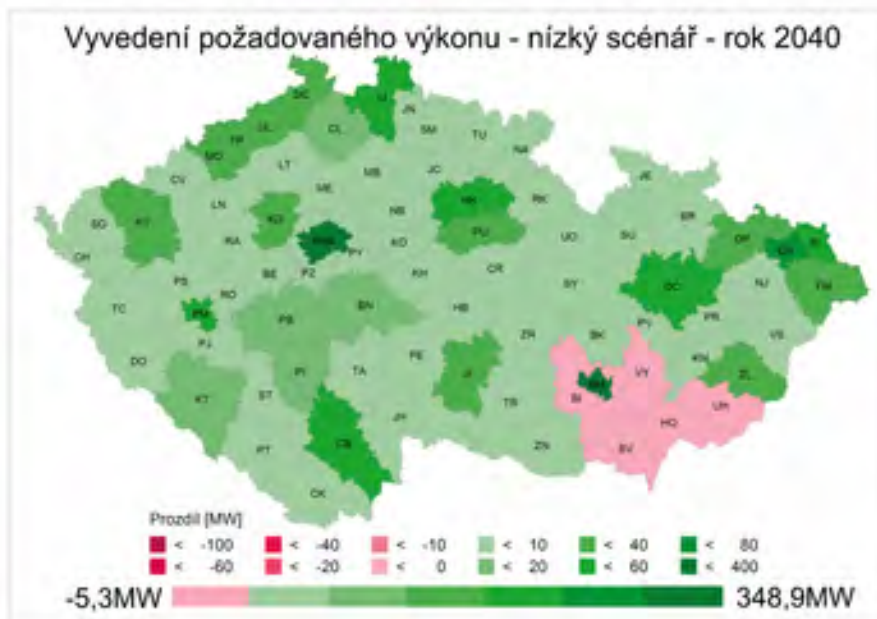 Vyvedení požadovaného výkonu - nízký scénář - rok 2040
DC
LI
JN
UL
CL
SM
TU
TP
MO
NA
CV
LT
MB
JC
JE
ME
LN
HK
RK
BR
SO
KV
KD
NB
PU
UO
SU
OP
CH
RA
PY
KO
KH
CR
NJ
FM
BE
PZ
PS
RO
BN
HB
SY
OC
TC
PB
PV
PR
VS
PJ
ZR
BK
DO
PI
TA
PE
JI
KM
ZL
KT
ST
TR
BI
VY
UH
CB
JH
HO
PT
ZN
BV
CK
Prozdíl [MW]
< -100 < -40 < -10 < 10 < 40 < 80
< -60 < -20 < 0 < 20 < 60 < 400
-5,3MW 348,9MW